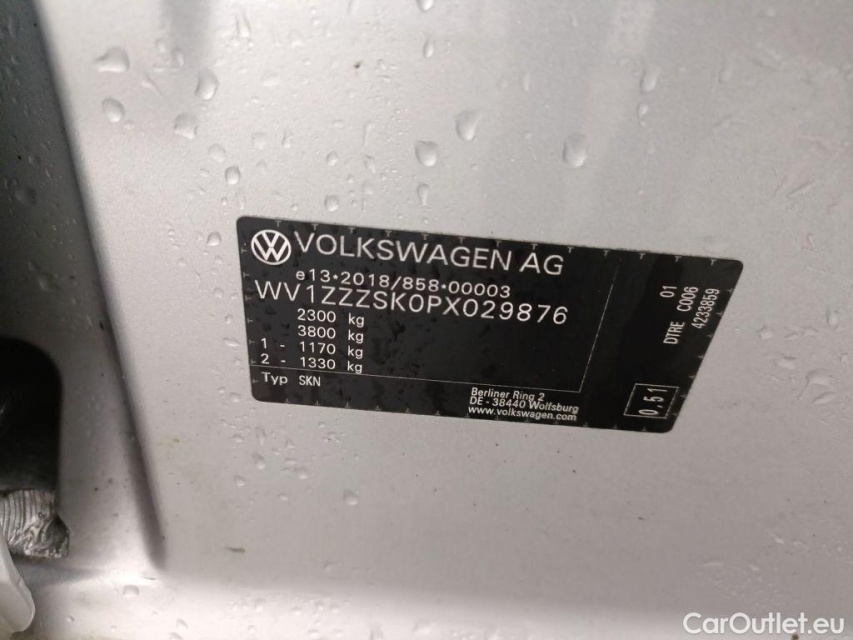 VOLKSWAGEN AG
e13*2018/858*00003
WV1ZZZSK0PX029876
2300 kg
3800 kg
1 - 1170 kg
2 - 1330 kg
Typ SKN
Berliner Ring 2
DE - 38440 Wolfsburg
www.volkswagen.com
01
DTRE C006
4233859
0,51
CarOutlet.eu